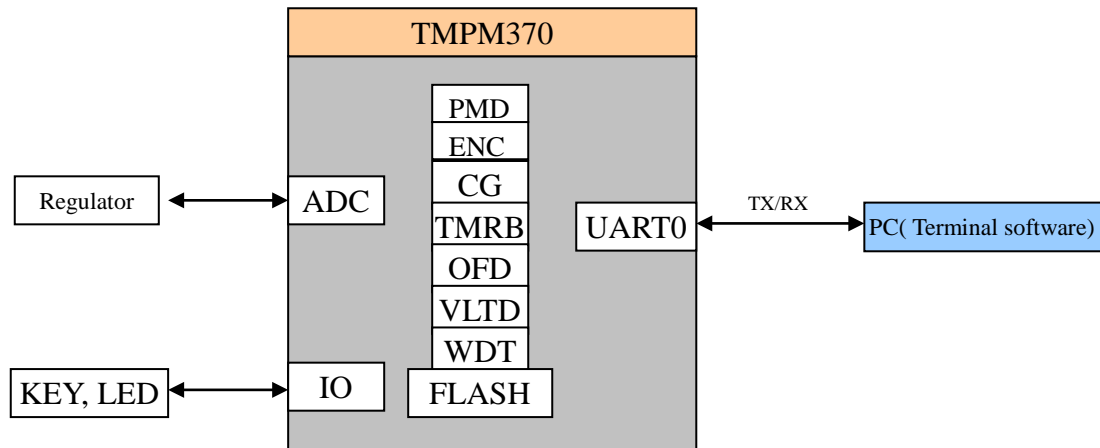 TMPM370
PMD
ENC
CG
TMRB
OFD
VLTD
WDT
FLASH
Regulator
ADC
KEY, LED
IO
UART0
TX/RX
PC( Terminal software)